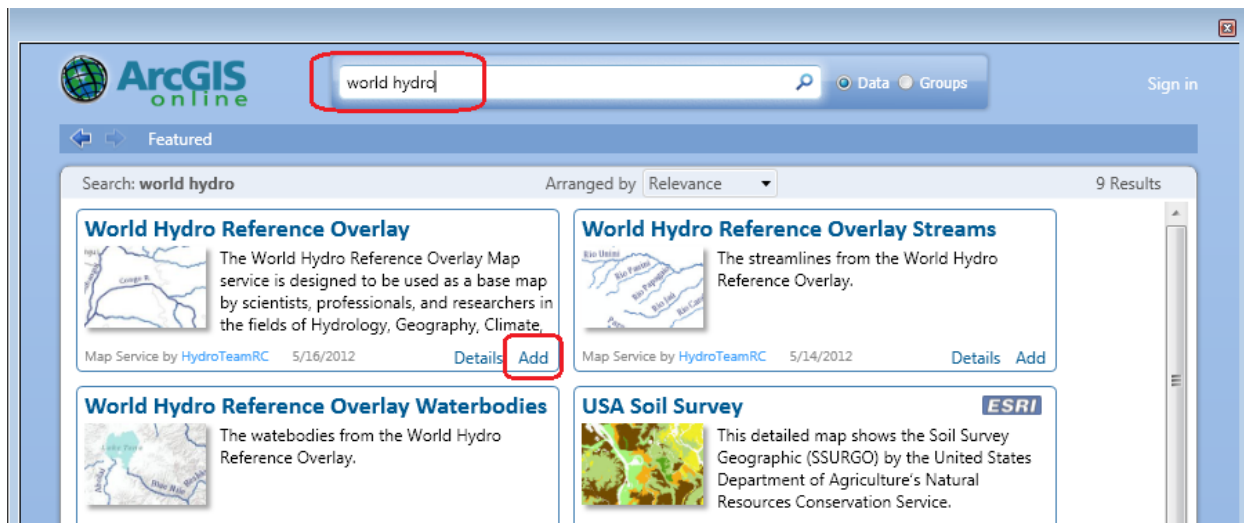 ArcGIS
online
world hydro
Data
Groups
Sign in
Featured
Search: world hydro
Arranged by Relevance
9 Results
World Hydro Reference Overlay
The World Hydro Reference Overlay Map
service is designed to be used as a base map
by scientists, professionals, and researchers in
the fields of Hydrology, Geography, Climate,
Map Service by HydroTeamRC 5/16/2012 Details Add
World Hydro Reference Overlay Streams
Rio Unini
The streamlines from the World Hydro
Reference Overlay.
Map Service by HydroTeamRC 5/14/2012 Details Add
World Hydro Reference Overlay Waterbodies
The watebodies from the World Hydro
Reference Overlay.
Lake Tana
Blue Nile
USA Soil Survey
ESRI
This detailed map shows the Soil Survey
Geographic (SSURGO) by the United States
Department of Agriculture's Natural
Resources Conservation Service.